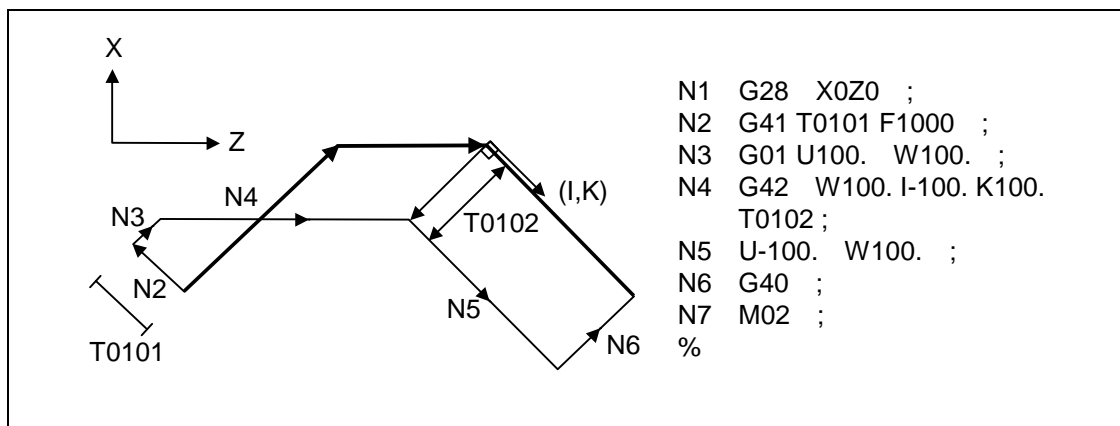 X
Z
N4
N3
(I,K)
T0102
N2
N5
N6
T0101
N1 G28 X0Z0 ;
N2 G41 T0101 F1000 ;
N3 G01 U100. W100. ;
N4 G42 W100. I-100. K100.
T0102 ;
N5 U-100. W100. ;
N6 G40 ;
N7 M02 ;
%